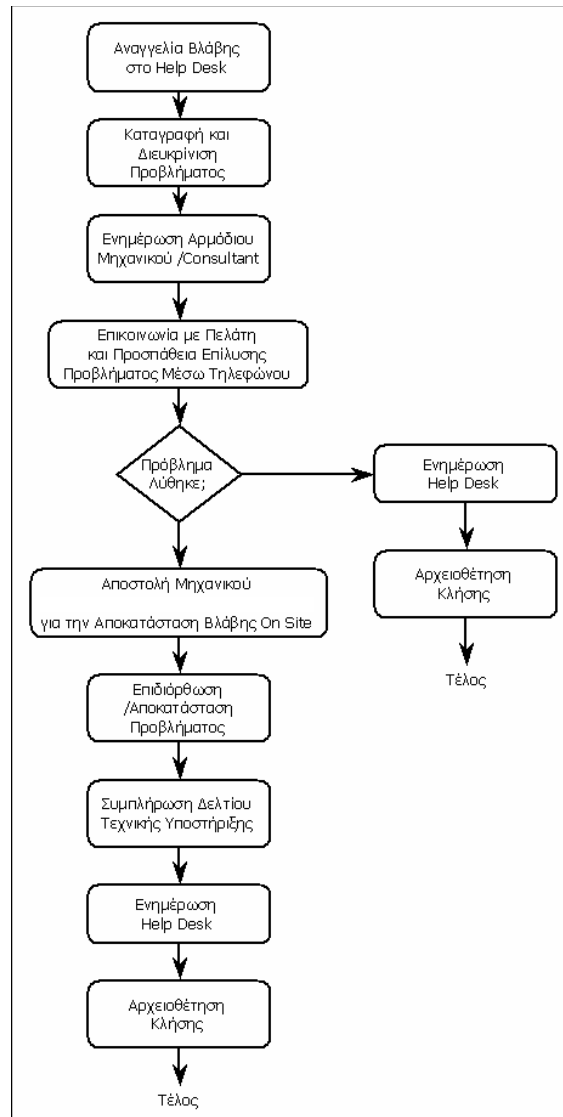 Αναγγελία Βλάβης
στο Help Desk
Καταγραφή και
Διευκρίνιση
Προβλήματος
Ενημέρωση Αρμόδιου
Μηχανικού /Consultant
Επικοινωνία με Πελάτη
και Προσπάθεια Επίλυσης
Προβλήματος Μέσω Τηλεφώνου
Πρόβλημα
Λύθηκε;
Ενημέρωση
Help Desk
Αρχειοθέτηση
Κλήσης
Τέλος
Αποστολή Μηχανικού
για την Αποκατάσταση Βλάβης On Site
Επιδιόρθωση
/Αποκατάσταση
Προβλήματος
Συμπλήρωση Δελτίου
Τεχνικής Υποστήριξης
Ενημέρωση
Help Desk
Αρχειοθέτηση
Κλήσης
Τέλος